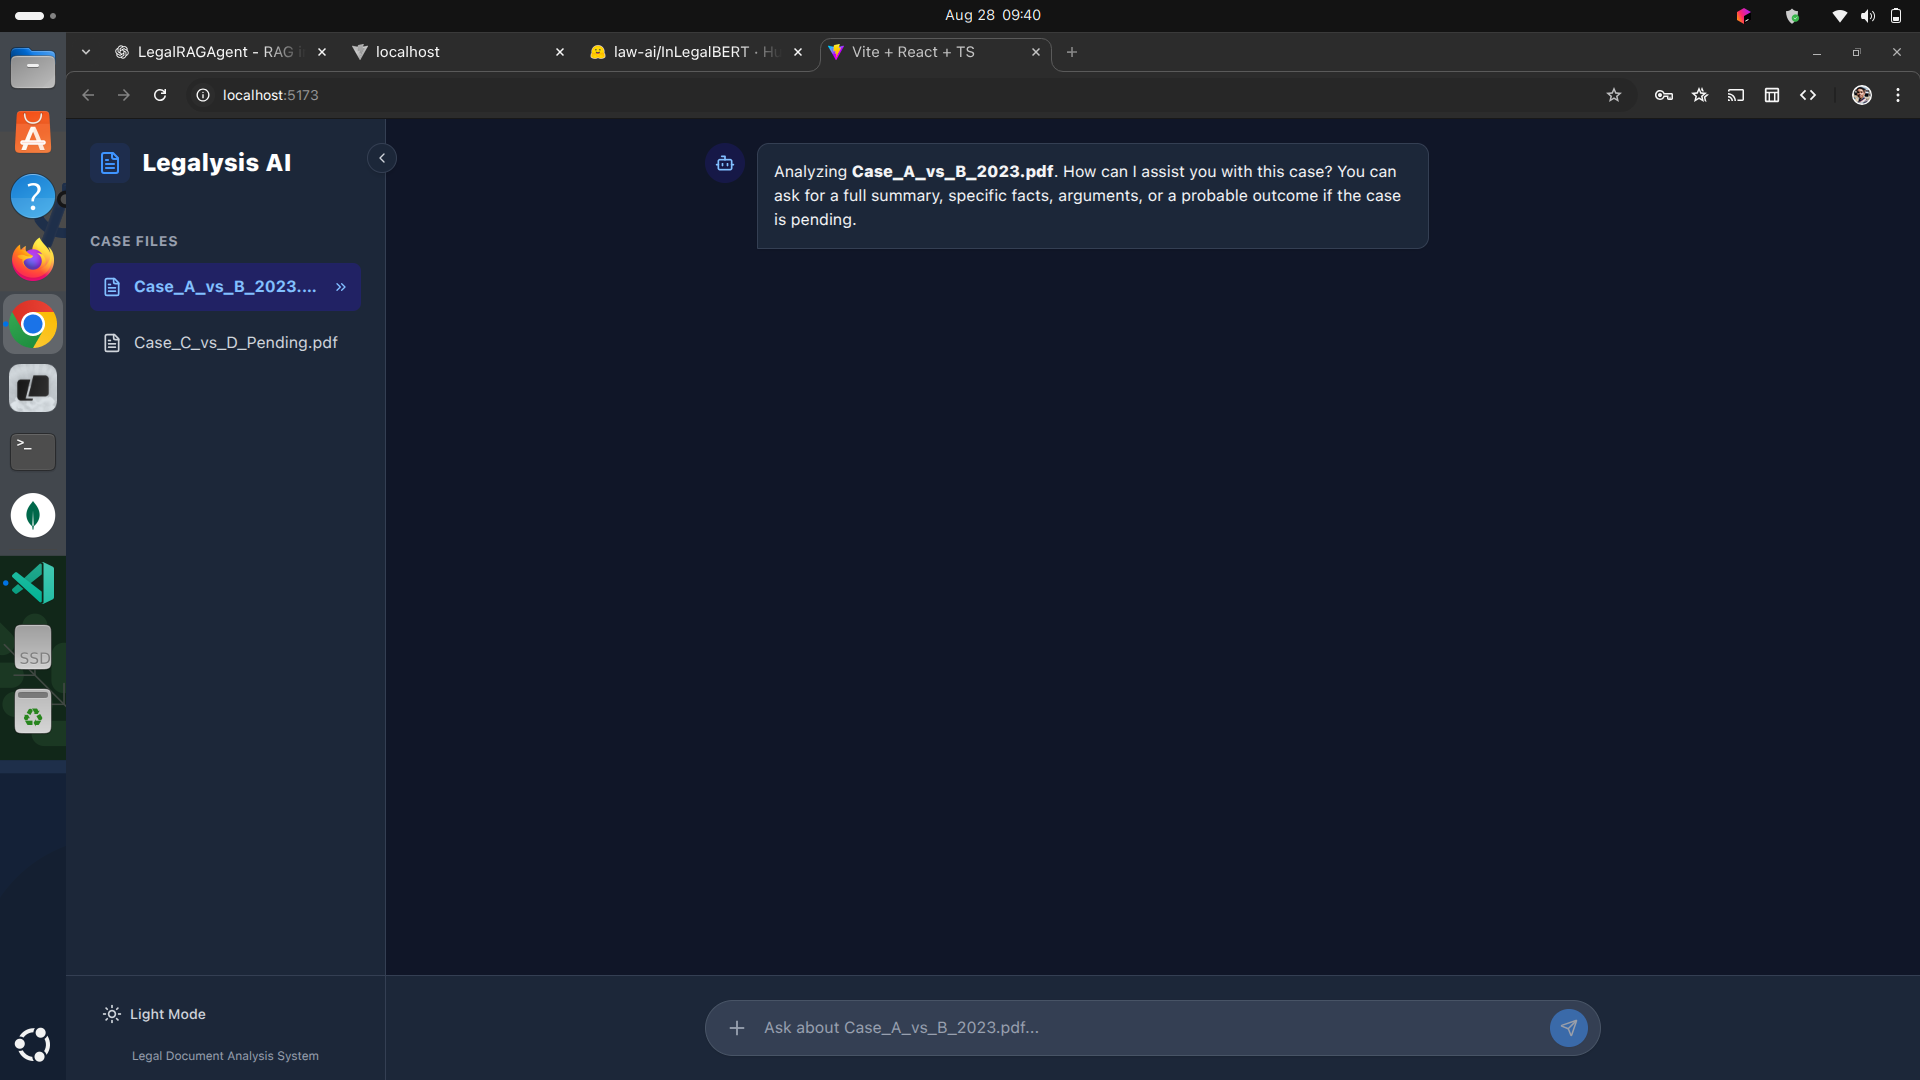 Aug 28 09:40
LegalRAGAgent - RAG
localhost
law-ai/InLegalBERT · Hu
Vite + React + TS
localhost:5173
Legalysis AI
Analyzing Case_A_vs_B_2023.pdf. How can I assist you with this case? You can
ask for a full summary, specific facts, arguments, or a probable outcome if the case
is pending.
CASE FILES
Case_A_vs_B_2023....
Case_C_vs_D_Pending.pdf
>_
SSD
Light Mode
Ask about Case_A_vs_B_2023.pdf...
Legal Document Analysis System